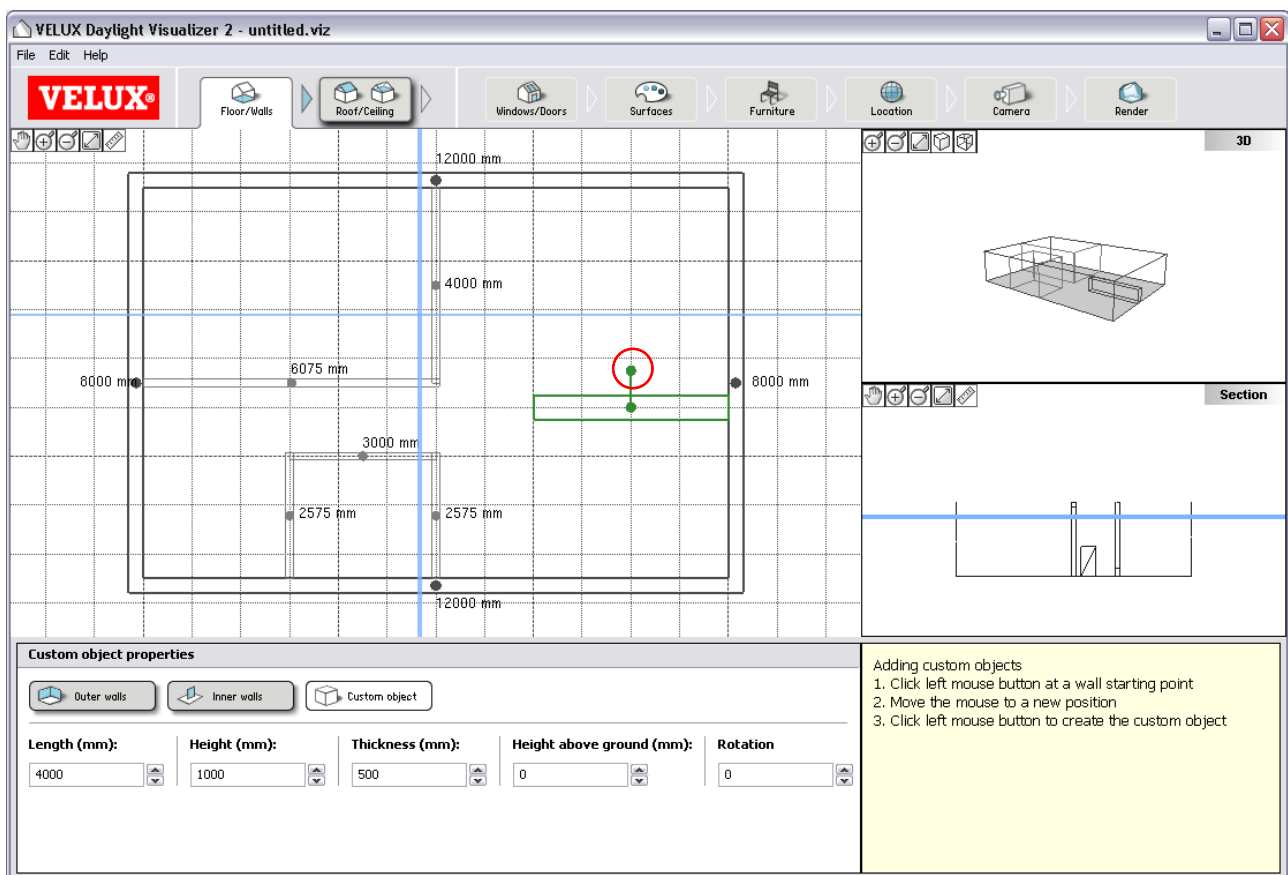 VELUX Daylight Visualizer 2 - untitled.viz
File Edit Help
VELUX®
Floor/Walls
Roof/Ceiling
Windows/Doors
Surfaces
Furniture
Location
Camera
Render
12000 mm
4000 mm
6075 mm
8000 mm
8000 mm
3000 mm
2575 mm
2575 mm
12000 mm
3D
Section
Custom object properties
Outer walls
Inner walls
Custom object
Length (mm): Height (mm): Thickness (mm): Height above ground (mm): Rotation
4000 1000 500 0 0
Adding custom objects
1. Click left mouse button at a wall starting point
2. Move the mouse to a new position
3. Click left mouse button to create the custom object